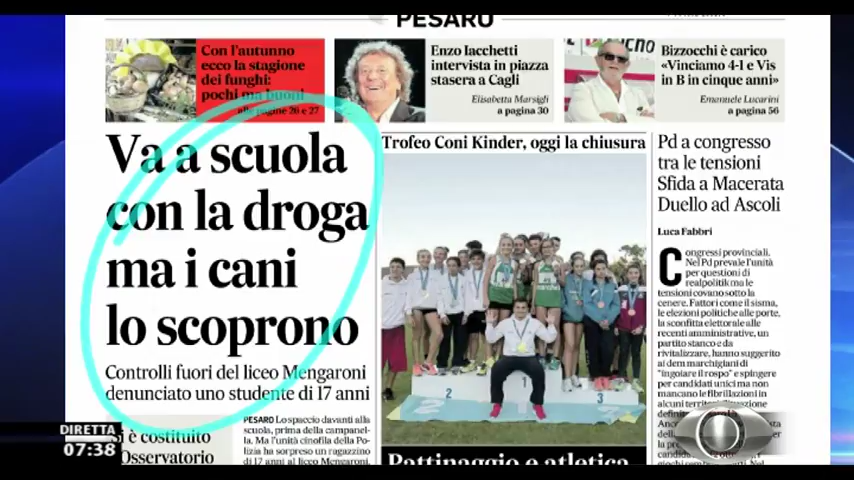 PESARO
Con l'autunno
ecco la stagione
dei funghi:
pochi ma buoni
alle pagine 26 e 27
Enzo Iacchetti
intervista in piazza
stasera a Cagli
Elisabetta Marsigli
a pagina 30
Bizzocchi è carico
«Vinciamo 4-1 e Vis
in B in cinque anni»
Emanuele Lucarini
a pagina 56
Va a scuola
con la droga
ma i cani
lo scoprono
Controlli fuori del liceo Mengaroni
denunciato uno studente di 17 anni
PESARO Lo spaccio davanti alla
scuola, prima della campanel-
la. Ma l'unità cinofila della Po-
lizia ha sorpreso un ragazzino
di 17 anni al liceo Mengaroni,
i è costituito
Osservatorio
Trofeo Coni Kinder, oggi la chiusura
2
1
3
Pattinaggio e atletica
Pd a congresso
tra le tensioni
Sfida a Macerata
Duello ad Ascoli
Luca Fabbri
Congressi provinciali.
Nel Pd prevale l'unità
per questioni di
realpolitik ma le
tensioni covano sotto la
cenere. Fattori come il sisma,
le elezioni politiche alle porte,
la sconfitta elettorale alle
recenti amministrative, un
partito stanco e da
rivitalizzare, hanno suggerito
ai dem marchigiani di
"ingoiare il rospo" e spingere
per candidati unici ma non
mancano le fibrillazioni in
alcuni
DIRETTA
07:38